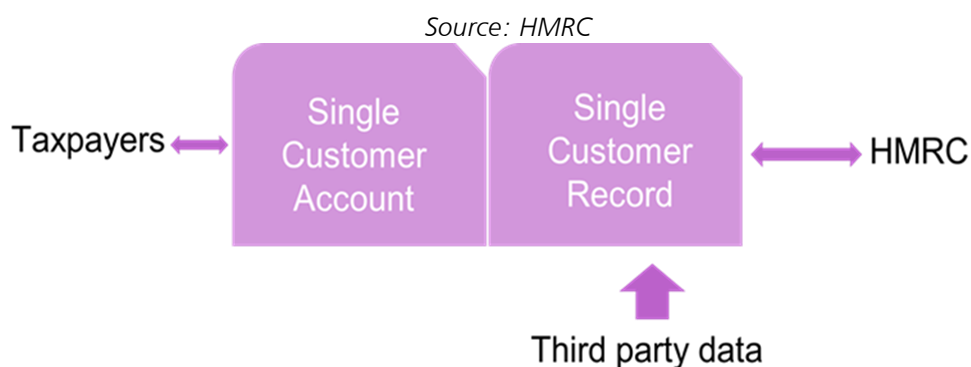 Source: HMRC
Taxpayers
Single
Customer
Account
Single
Customer
Record
HMRC
Third party data